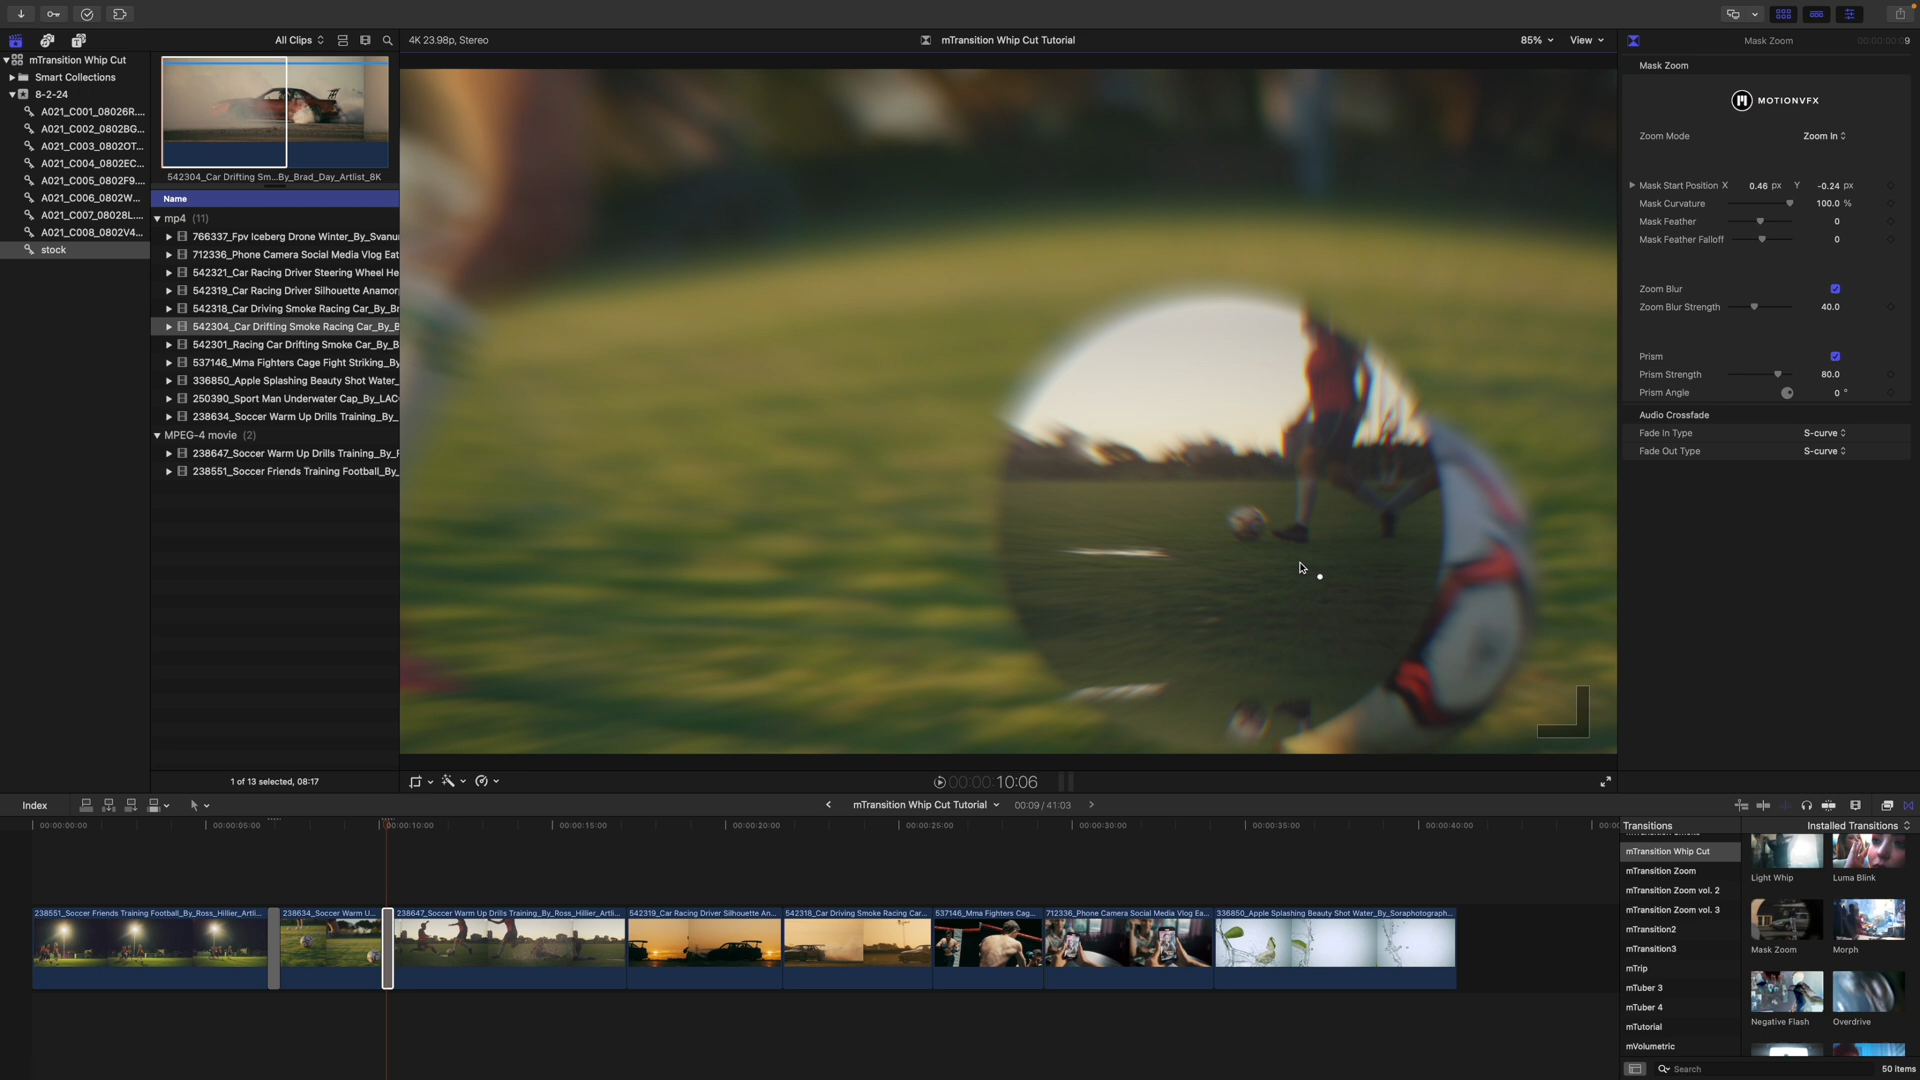 All Clips
4K 23.98p, Stereo
mTransition Whip Cut Tutorial
85%
View
Mask Zoom
9
mTransition Whip Cut
Smart Collections
8-2-24
A021_C001_08026R....
A021_C002_0802BG...
A021_C003_0802OT...
A021_C004_0802EC...
A021_C005_0802F9....
A021_C006_0802W...
A021_C007_08028L....
A021_C008_0802V4...
stock
542304_Car Drifting Sm...By_Brad_Day_Artlist_8K
Name
mp4 (11)
766337_Fpv Iceberg Drone Winter_By_Svanu
712336_Phone Camera Social Media Vlog Eat
542321_Car Racing Driver Steering Wheel He
542319_Car Racing Driver Silhouette Anamor
542318_Car Driving Smoke Racing Car_By_Br
542304_Car Drifting Smoke Racing Car_By_B
542301_Racing Car Drifting Smoke Car_By_B
537146_Mma Fighters Cage Fight Striking_By
336850_Apple Splashing Beauty Shot Water_
250390_Sport Man Underwater Cap_By_LAC
238634_Soccer Warm Up Drills Training_By_
MPEG-4 movie (2)
238647_Soccer Warm Up Drills Training_By_F
238551_Soccer Friends Training Football_By_
1 of 13 selected, 08:17
Mask Zoom
MOTIONVFX
Zoom Mode Zoom In
Mask Start Position X 0.46 px Y -0.24 px
Mask Curvature 100.0 %
Mask Feather 0
Mask Feather Falloff 0
Zoom Blur
Zoom Blur Strength 40.0
Prism
Prism Strength 80.0
Prism Angle 0 °
Audio Crossfade
Fade In Type S-curve
Fade Out Type S-curve
00:00:10:06
Index
mTransition Whip Cut Tutorial
00:09 / 41:03
00:00:00:00
00:00:05:00
00:00:10:00
00:00:15:00
00:00:20:00
00:00:25:00
00:00:30:00
00:00:35:00
00:00:40:00
238551_Soccer Friends Training Football_By_Ross_Hillier_Artli...
238634_Soccer Warm U...
238647_Soccer Warm Up Drills Training_By_Ross_Hillier_Artli...
542319_Car Racing Driver Silhouette An...
542318_Car Driving Smoke Racing Car...
537146_Mma Fighters Cag...
712336_Phone Camera Social Media Vlog Ea...
336850_Apple Splashing Beauty Shot Water_By_Soraphotograph...
Transitions
Installed Transitions
mTransition Whip Cut
mTransition Zoom
mTransition Zoom vol. 2
mTransition Zoom vol. 3
mTransition2
mTransition3
mTrip
mTuber 3
mTuber 4
mTutorial
mVolumetric
Light Whip
Luma Blink
Mask Zoom
Morph
Negative Flash
Overdrive
Search
50 items